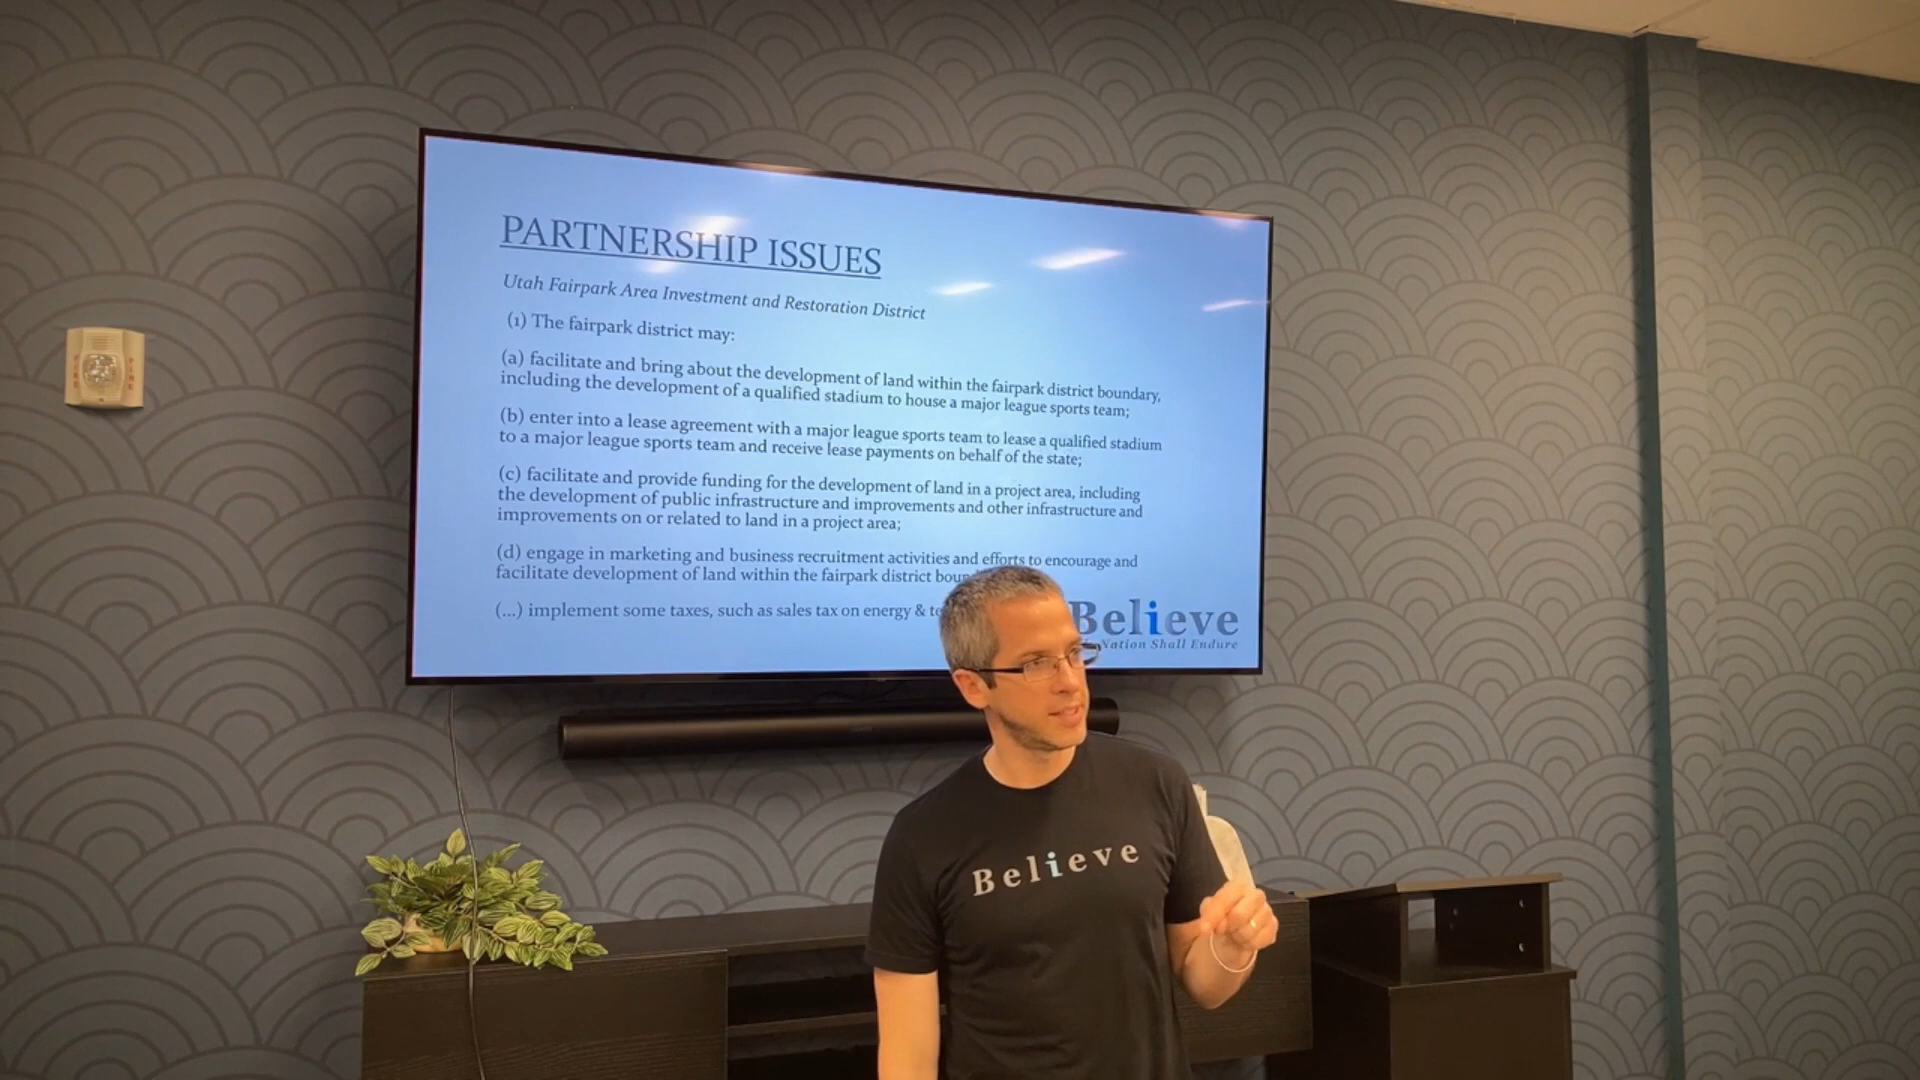 PARTNERSHIP ISSUES
Utah Fairpark Area Investment and Restoration District
(1) The fairpark district may:
(a) facilitate and bring about the development of land within the fairpark district boundary,
including the development of a qualified stadium to house a major league sports team;
(b) enter into a lease agreement with a major league sports team to lease a qualified stadium
to a major league sports team and receive lease payments on behalf of the state;
(c) facilitate and provide funding for the development of land in a project area, including
the development of public infrastructure and improvements and other infrastructure and
improvements on or related to land in a project area;
(d) engage in marketing and business recruitment activities and efforts to encourage and
facilitate development of land within the fairpark district
(...) implement some taxes, such as sales tax on energy &
Believe
Nation Shall Endure
Believe
FIRE
FIRE